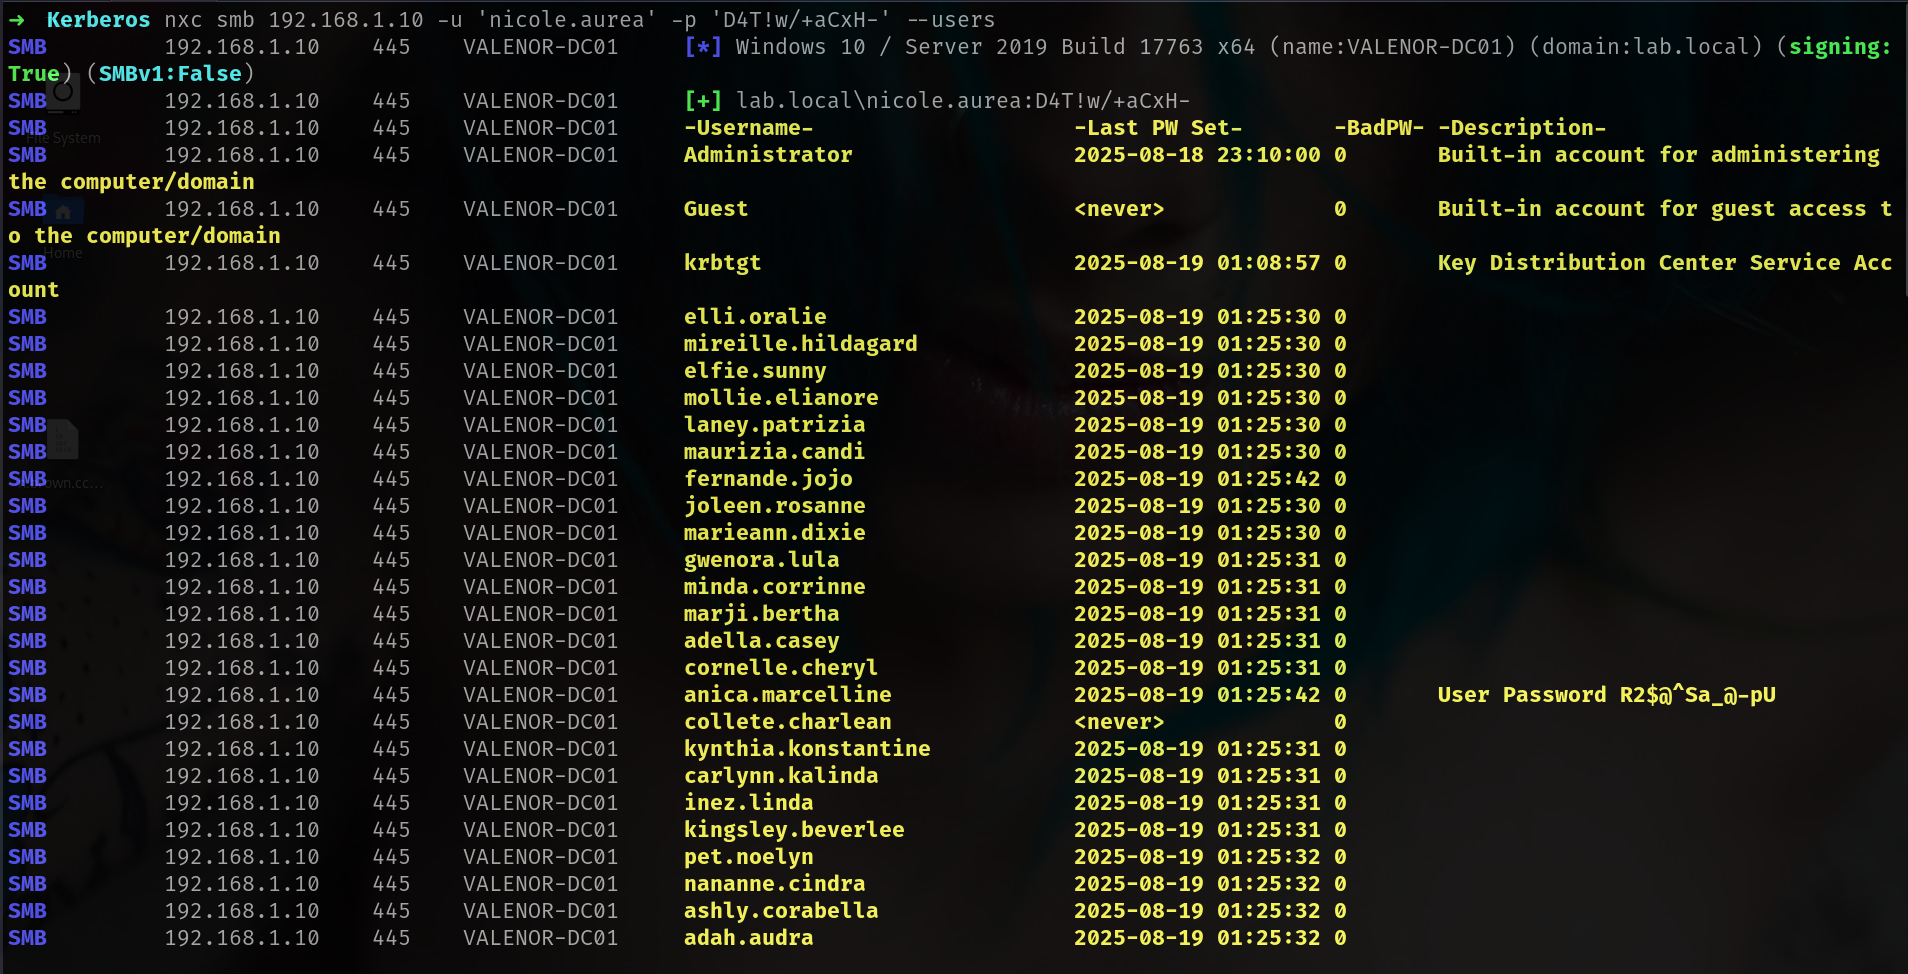 → Kerberos nxc smb 192.168.1.10 -u 'nicole.aurea' -p 'D4T!w/+aCxH-' --users
SMB 192.168.1.10 445 VALENOR-DC01 [*] Windows 10 / Server 2019 Build 17763 x64 (name:VALENOR-DC01) (domain:lab.local) (signing:
True) (SMBv1:False)
SMB 192.168.1.10 445 VALENOR-DC01 [+] lab.local\nicole.aurea:D4T!w/+aCxH-
SMB 192.168.1.10 445 VALENOR-DC01 -Username- -Last PW Set- -BadPW- -Description-
File System
SMB 192.168.1.10 445 VALENOR-DC01 Administrator 2025-08-18 23:10:00 0 Built-in account for administering
the computer/domain
SMB 192.168.1.10 445 VALENOR-DC01 Guest <never> 0 Built-in account for guest access t
o the computer/domain
Home
SMB 192.168.1.10 445 VALENOR-DC01 krbtgt 2025-08-19 01:08:57 0 Key Distribution Center Service Acc
ount
SMB 192.168.1.10 445 VALENOR-DC01 elli.oralie 2025-08-19 01:25:30 0
SMB 192.168.1.10 445 VALENOR-DC01 mireille.hildagard 2025-08-19 01:25:30 0
SMB 192.168.1.10 445 VALENOR-DC01 elfie.sunny 2025-08-19 01:25:30 0
SMB 192.168.1.10 445 VALENOR-DC01 mollie.elianore 2025-08-19 01:25:30 0
SMB 192.168.1.10 445 VALENOR-DC01 laney.patrizia 2025-08-19 01:25:30 0
SMB 192.168.1.10 445 VALENOR-DC01 maurizia.candi 2025-08-19 01:25:30 0
SMB 192.168.1.10 445 VALENOR-DC01 fernande.jojo 2025-08-19 01:25:42 0
SMB 192.168.1.10 445 VALENOR-DC01 joleen.rosanne 2025-08-19 01:25:30 0
SMB 192.168.1.10 445 VALENOR-DC01 marieann.dixie 2025-08-19 01:25:30 0
SMB 192.168.1.10 445 VALENOR-DC01 gwenora.lula 2025-08-19 01:25:31 0
SMB 192.168.1.10 445 VALENOR-DC01 minda.corrinne 2025-08-19 01:25:31 0
SMB 192.168.1.10 445 VALENOR-DC01 marji.bertha 2025-08-19 01:25:31 0
SMB 192.168.1.10 445 VALENOR-DC01 adella.casey 2025-08-19 01:25:31 0
SMB 192.168.1.10 445 VALENOR-DC01 cornelle.cheryl 2025-08-19 01:25:31 0
SMB 192.168.1.10 445 VALENOR-DC01 anica.marcelline 2025-08-19 01:25:42 0 User Password R2$@^Sa_@-pU
SMB 192.168.1.10 445 VALENOR-DC01 collete.charlean <never> 0
SMB 192.168.1.10 445 VALENOR-DC01 kynthia.konstantine 2025-08-19 01:25:31 0
SMB 192.168.1.10 445 VALENOR-DC01 carlynn.kalinda 2025-08-19 01:25:31 0
SMB 192.168.1.10 445 VALENOR-DC01 inez.linda 2025-08-19 01:25:31 0
SMB 192.168.1.10 445 VALENOR-DC01 kingsley.beverlee 2025-08-19 01:25:31 0
SMB 192.168.1.10 445 VALENOR-DC01 pet.noelyn 2025-08-19 01:25:32 0
SMB 192.168.1.10 445 VALENOR-DC01 nananne.cindra 2025-08-19 01:25:32 0
SMB 192.168.1.10 445 VALENOR-DC01 ashly.corabella 2025-08-19 01:25:32 0
SMB 192.168.1.10 445 VALENOR-DC01 adah.audra 2025-08-19 01:25:32 0